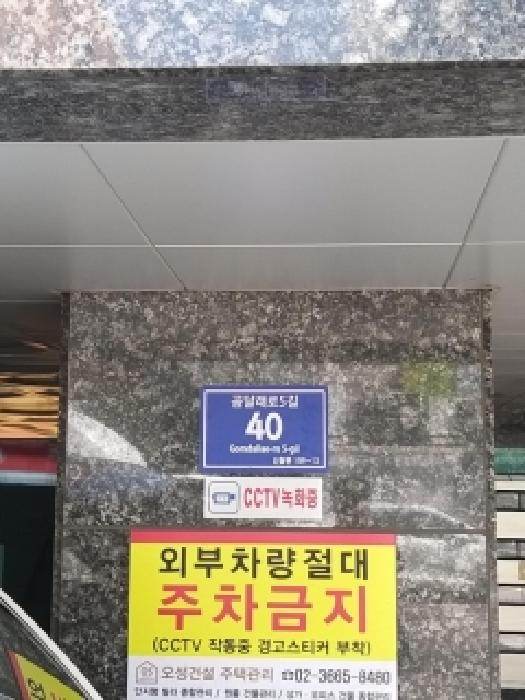 곰달래로5길
40
Gomdallae-ro 5-gil
CCTV녹화중
외부차량절대
주차금지
(CCTV 작동중 경고스티커 부착)
오성건설 주택관리 ☎02-3665-8480